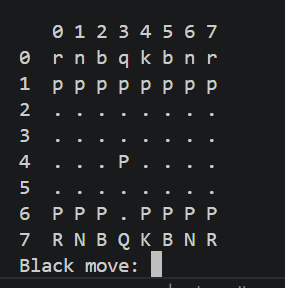 0 1 2 3 4 5 6 7
0 r n b q k b n r
1 p p p p p p p p
2 . . . . . . . .
3 . . . . . . . .
4 . . . P . . . .
5 . . . . . . . .
6 P P P . P P P P
7 R N B Q K B N R
Black move: